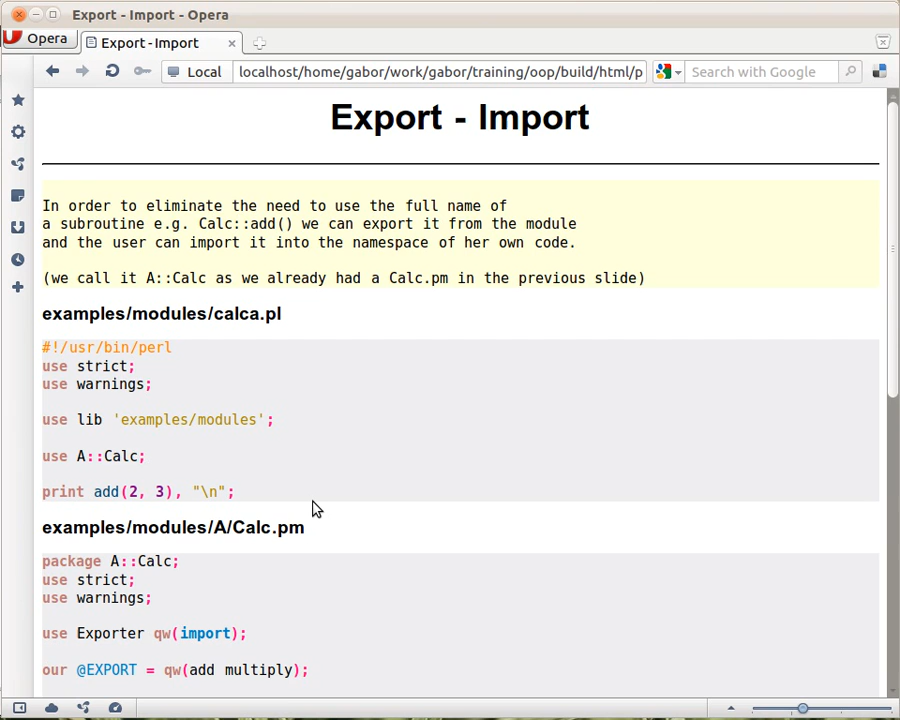 Export - Import - Opera
Opera
Export - Import
Local
localhost/home/gabor/work/gabor/training/oop/build/html/p
Search with Google
Export - Import
In order to eliminate the need to use the full name of
a subroutine e.g. Calc::add() we can export it from the module
and the user can import it into the namespace of her own code.
(we call it A::Calc as we already had a Calc.pm in the previous slide)
examples/modules/calca.pl
#!/usr/bin/perl
use strict;
use warnings;
use lib 'examples/modules';
use A::Calc;
print add(2, 3), "\n";
examples/modules/A/Calc.pm
package A::Calc;
use strict;
use warnings;
use Exporter qw(import);
our @EXPORT = qw(add multiply);